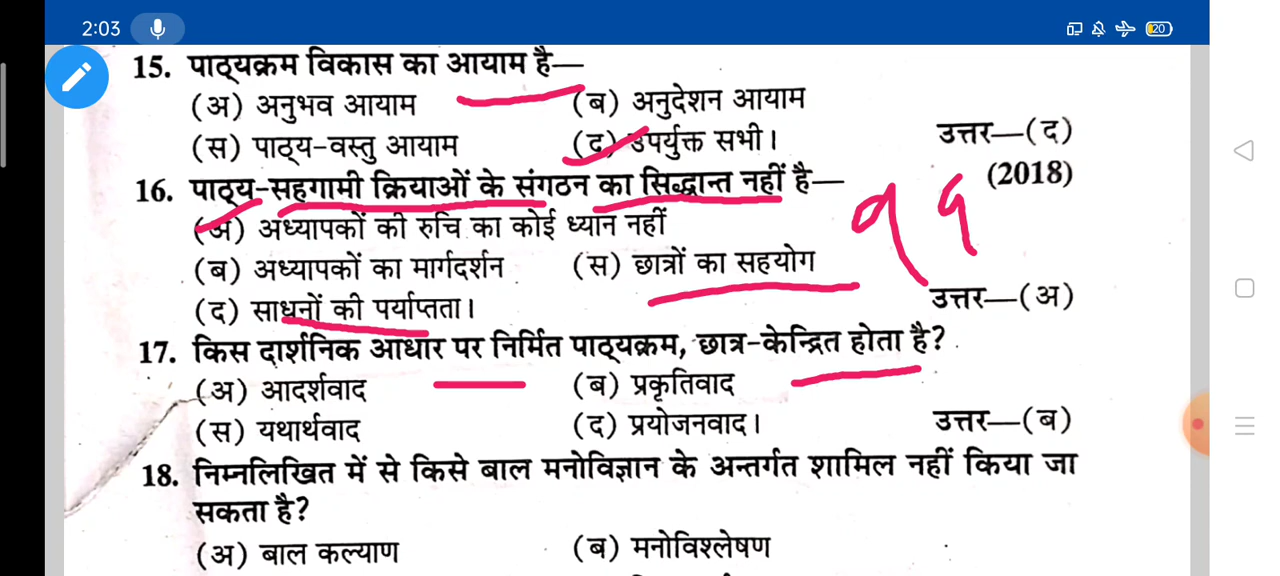 2:03
20
15. पाठ्यक्रम विकास का आयाम है—
(अ) अनुभव आयाम (ब) अनुदेशन आयाम
(स) पाठ्य-वस्तु आयाम (द) उपर्युक्त सभी। उत्तर—(द)
16. पाठ्य-सहगामी क्रियाओं के संगठन का सिद्धान्त नहीं है— (2018)
(अ) अध्यापकों की रुचि का कोई ध्यान नहीं
(ब) अध्यापकों का मार्गदर्शन (स) छात्रों का सहयोग
(द) साधनों की पर्याप्तता। उत्तर—(अ)
17. किस दार्शनिक आधार पर निर्मित पाठ्यक्रम, छात्र-केन्द्रित होता है?
(अ) आदर्शवाद (ब) प्रकृतिवाद
(स) यथार्थवाद (द) प्रयोजनवाद। उत्तर—(ब)
18. निम्नलिखित में से किसे बाल मनोविज्ञान के अन्तर्गत शामिल नहीं किया जा
सकता है?
(अ) बाल कल्याण (ब) मनोविश्लेषण